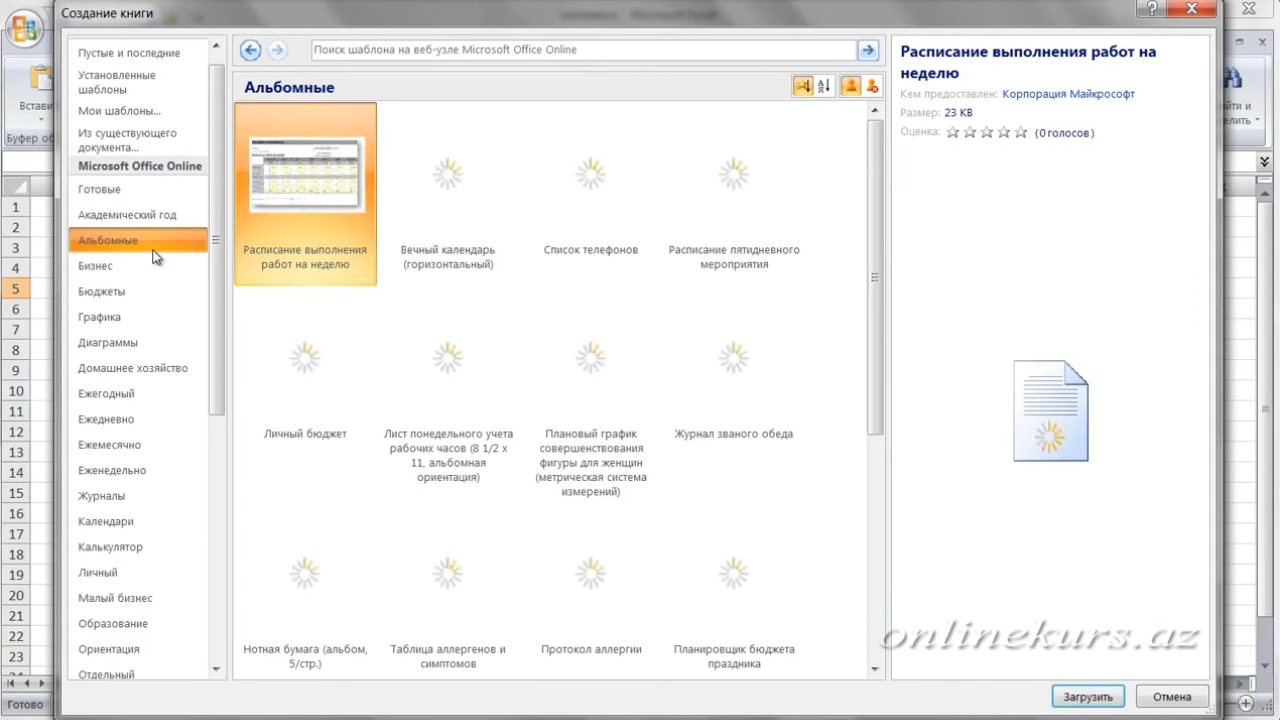 Создание книги
Пустые и последние
Установленные
шаблоны
Мои шаблоны...
Из существующего
документа...
Microsoft Office Online
Готовые
Академический год
Альбомные
Бизнес
Бюджеты
Графика
Диаграммы
Домашнее хозяйство
Ежегодный
Ежедневно
Ежемесячно
Еженедельно
Журналы
Календари
Калькулятор
Личный
Малый бизнес
Образование
Ориентация
Отдельный
Поиск шаблона на веб-узле Microsoft Office Online
Альбомные
Расписание выполнения
работ на неделю
Вечный календарь
(горизонтальный)
Список телефонов
Расписание пятидневного
мероприятия
Личный бюджет
Лист понедельного учета
рабочих часов (8 1/2 x
11, альбомная
ориентация)
Плановый график
совершенствования
фигуры для женщин
(метрическая система
измерений)
Журнал званого обеда
Нотная бумага (альбом,
5/стр.)
Таблица аллергенов и
симптомов
Протокол аллергии
Планировщик бюджета
праздника
Расписание выполнения работ на
неделю
Кем предоставлен: Корпорация Майкрософт
Размер: 23 KB
Оценка: (0 голосов)
onlinekurs.az
Загрузить
Отмена
Встави
Буфер об
йти и
елить
1
2
3
4
5
6
7
8
9
10
11
12
13
14
15
16
17
18
19
20
21
22
23
Готово